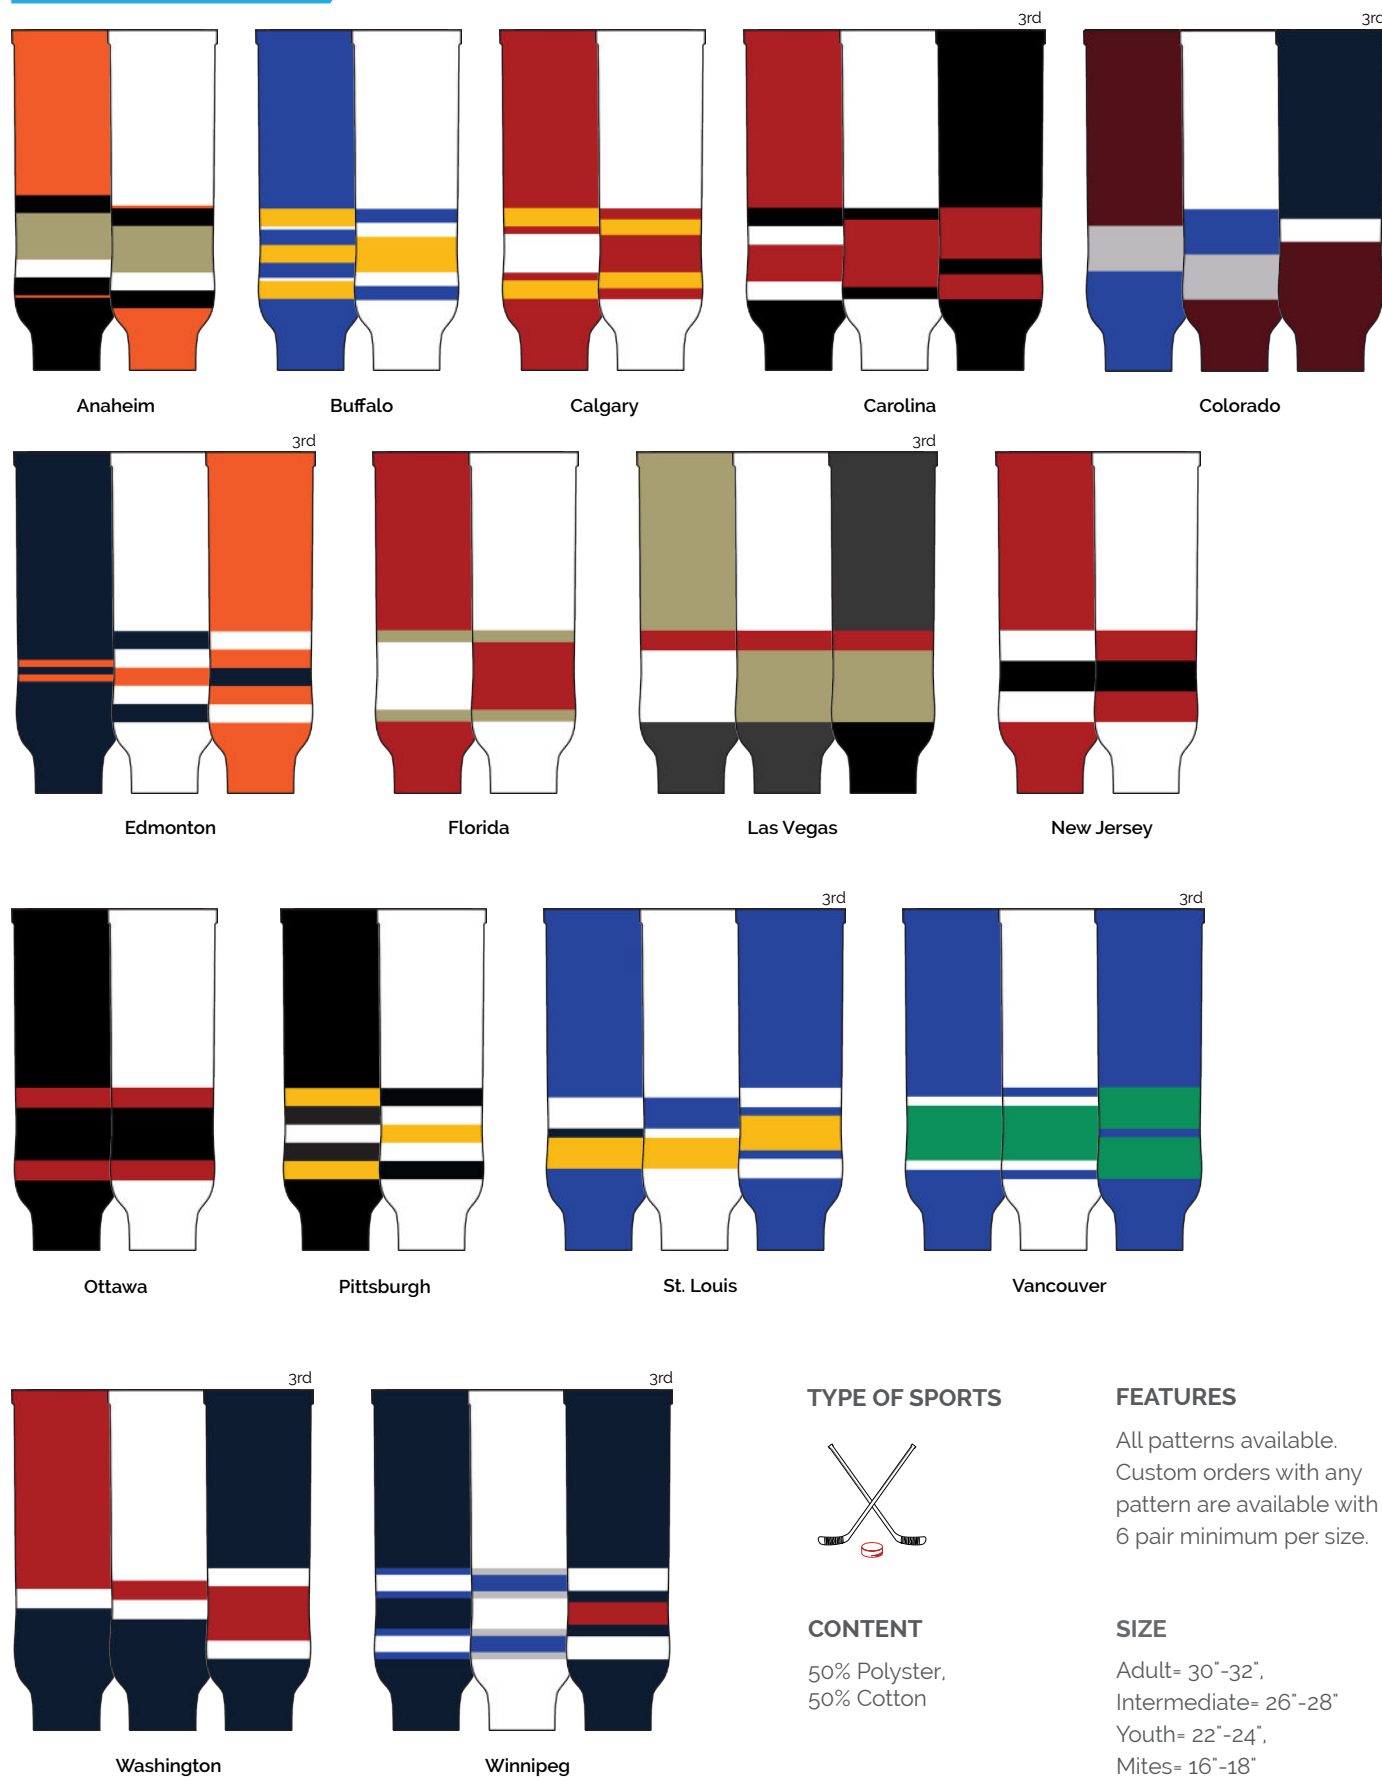 3rd
3rd
Anaheim
Buffalo
Calgary
Carolina
Colorado
3rd
3rd
Edmonton
Florida
Las Vegas
New Jersey
3rd
3rd
Ottawa
Pittsburgh
St. Louis
Vancouver
3rd
3rd
Washington
Winnipeg
TYPE OF SPORTS
FEATURES
All patterns available.
Custom orders with any
pattern are available with
6 pair minimum per size.
CONTENT
50% Polyster,
50% Cotton
SIZE
Adult= 30"-32",
Intermediate= 26"-28"
Youth= 22"-24",
Mites= 16"-18"